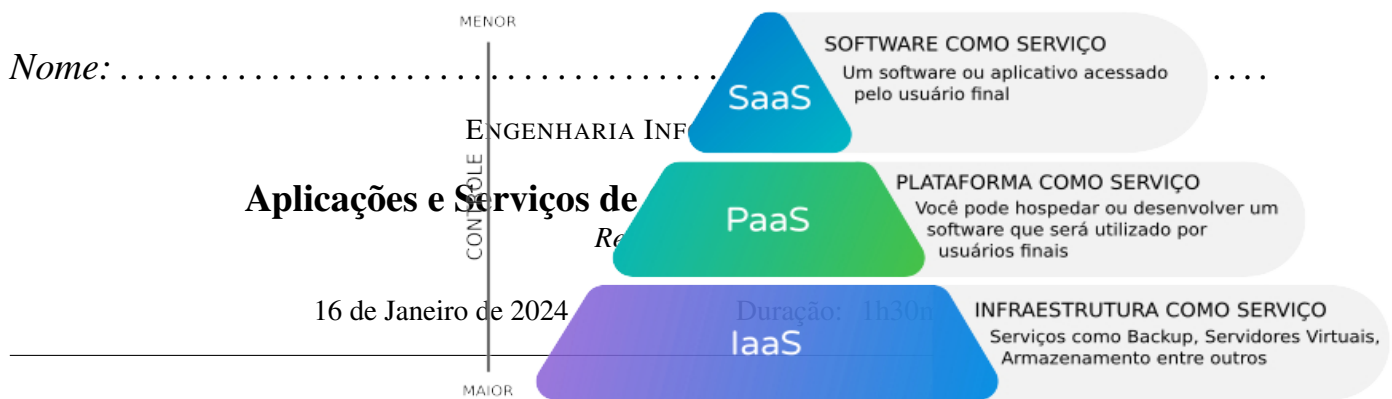 MENOR
Nome:
SOFTWARE COMO SERVIÇO
Um software ou aplicativo acessado
pelo usuário final
SaaS
ENGENHARIA
CONTROLE
Aplicações e Serviços de
PLATAFORMA COMO SERVIÇO
Você pode hospedar ou desenvolver um
software que será utilizado por
usuários finais
PaaS
16 de Janeiro de 2024 Duração:
INFRAESTRUTURA COMO SERVIÇO
Serviços como Backup, Servidores Virtuais,
Armazenamento entre outros
IaaS
MAIOR